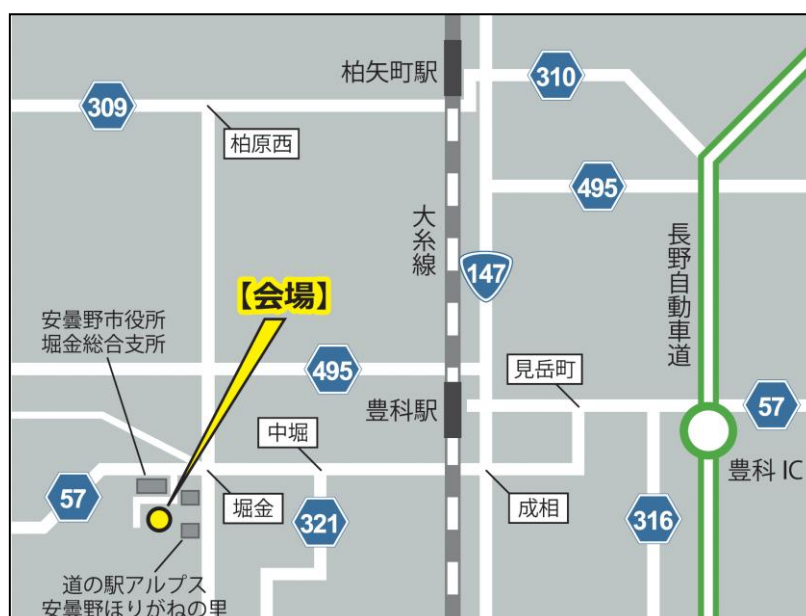 柏矢町駅
310
309
柏原西
495
大糸線
長野自動車道
147
【会場】
安曇野市役所
堀金総合支所
495
見岳町
豊科駅
57
中堀
豊科 IC
57
堀金
321
成相
316
道の駅アルプス
安曇野ほりがねの里